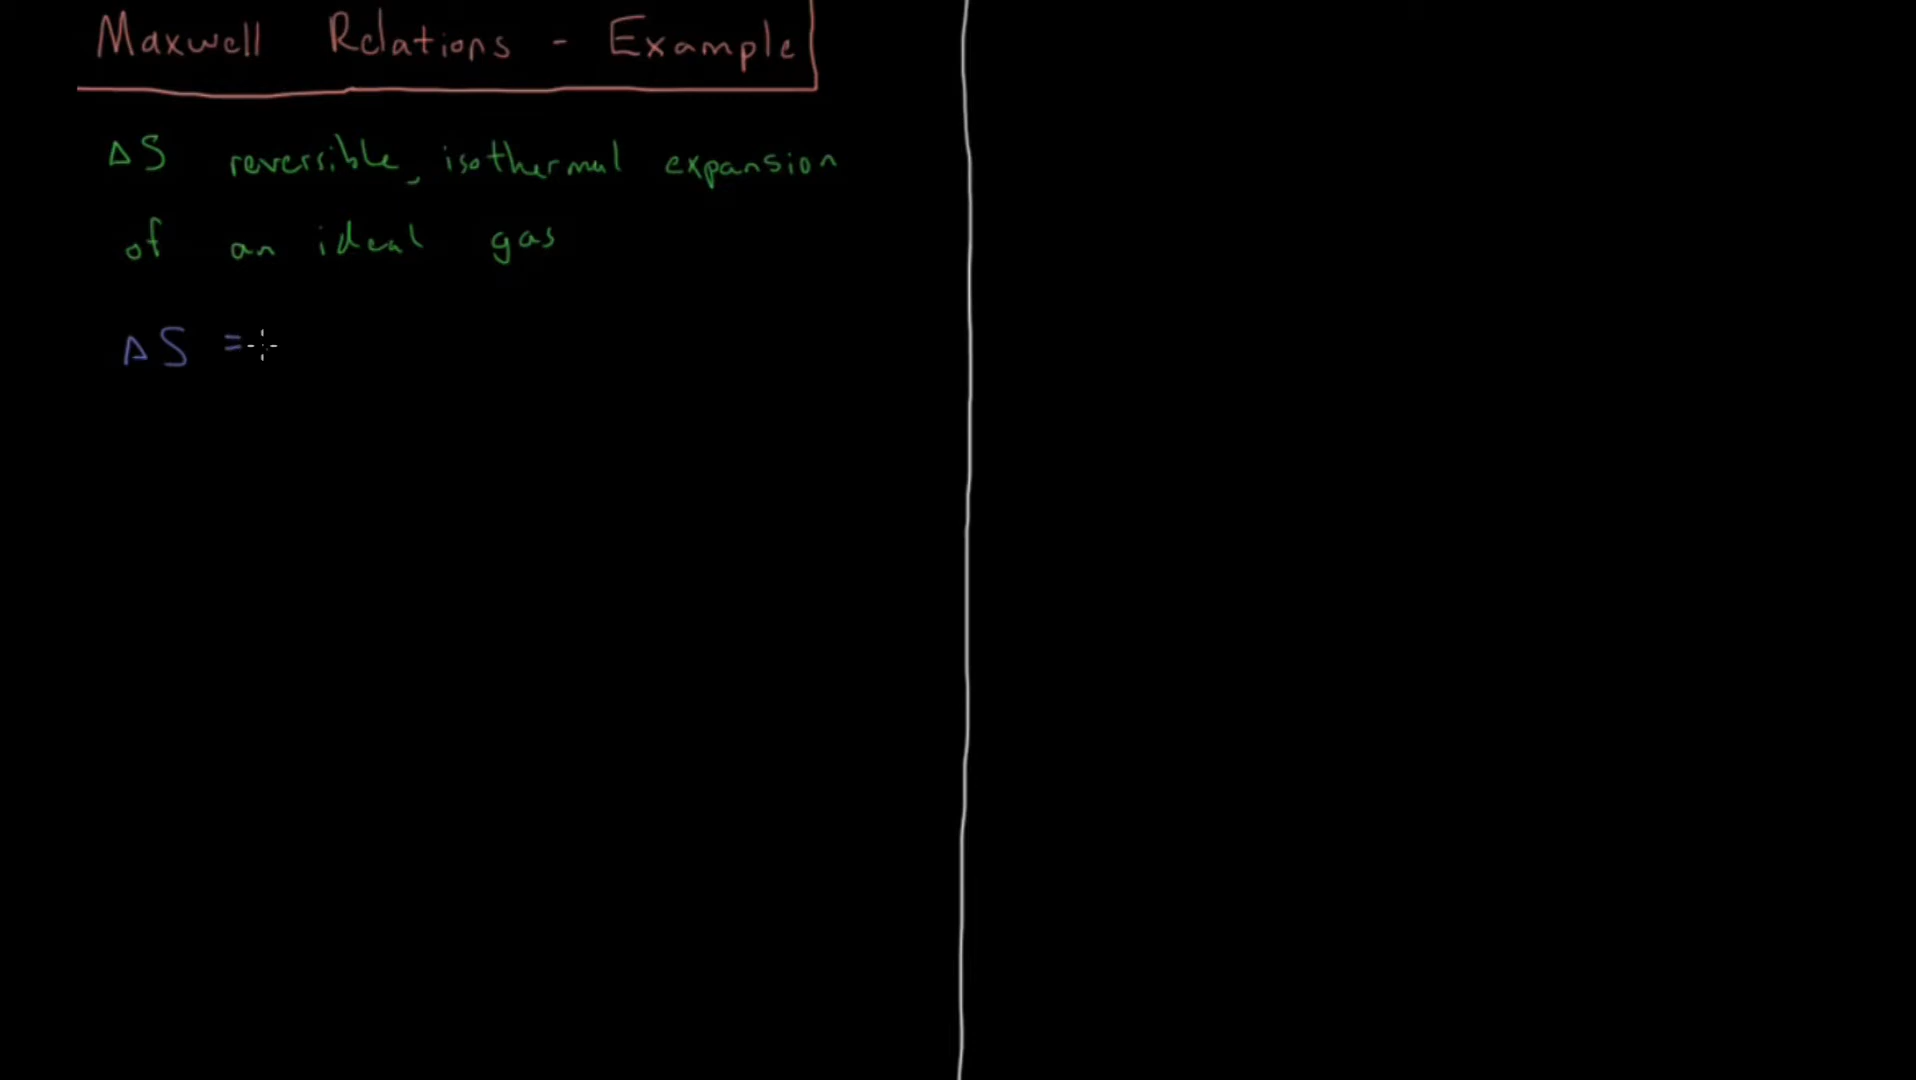 Maxwell Relations - Example
ΔS reversible, isothermal expansion
of an ideal gas
ΔS =